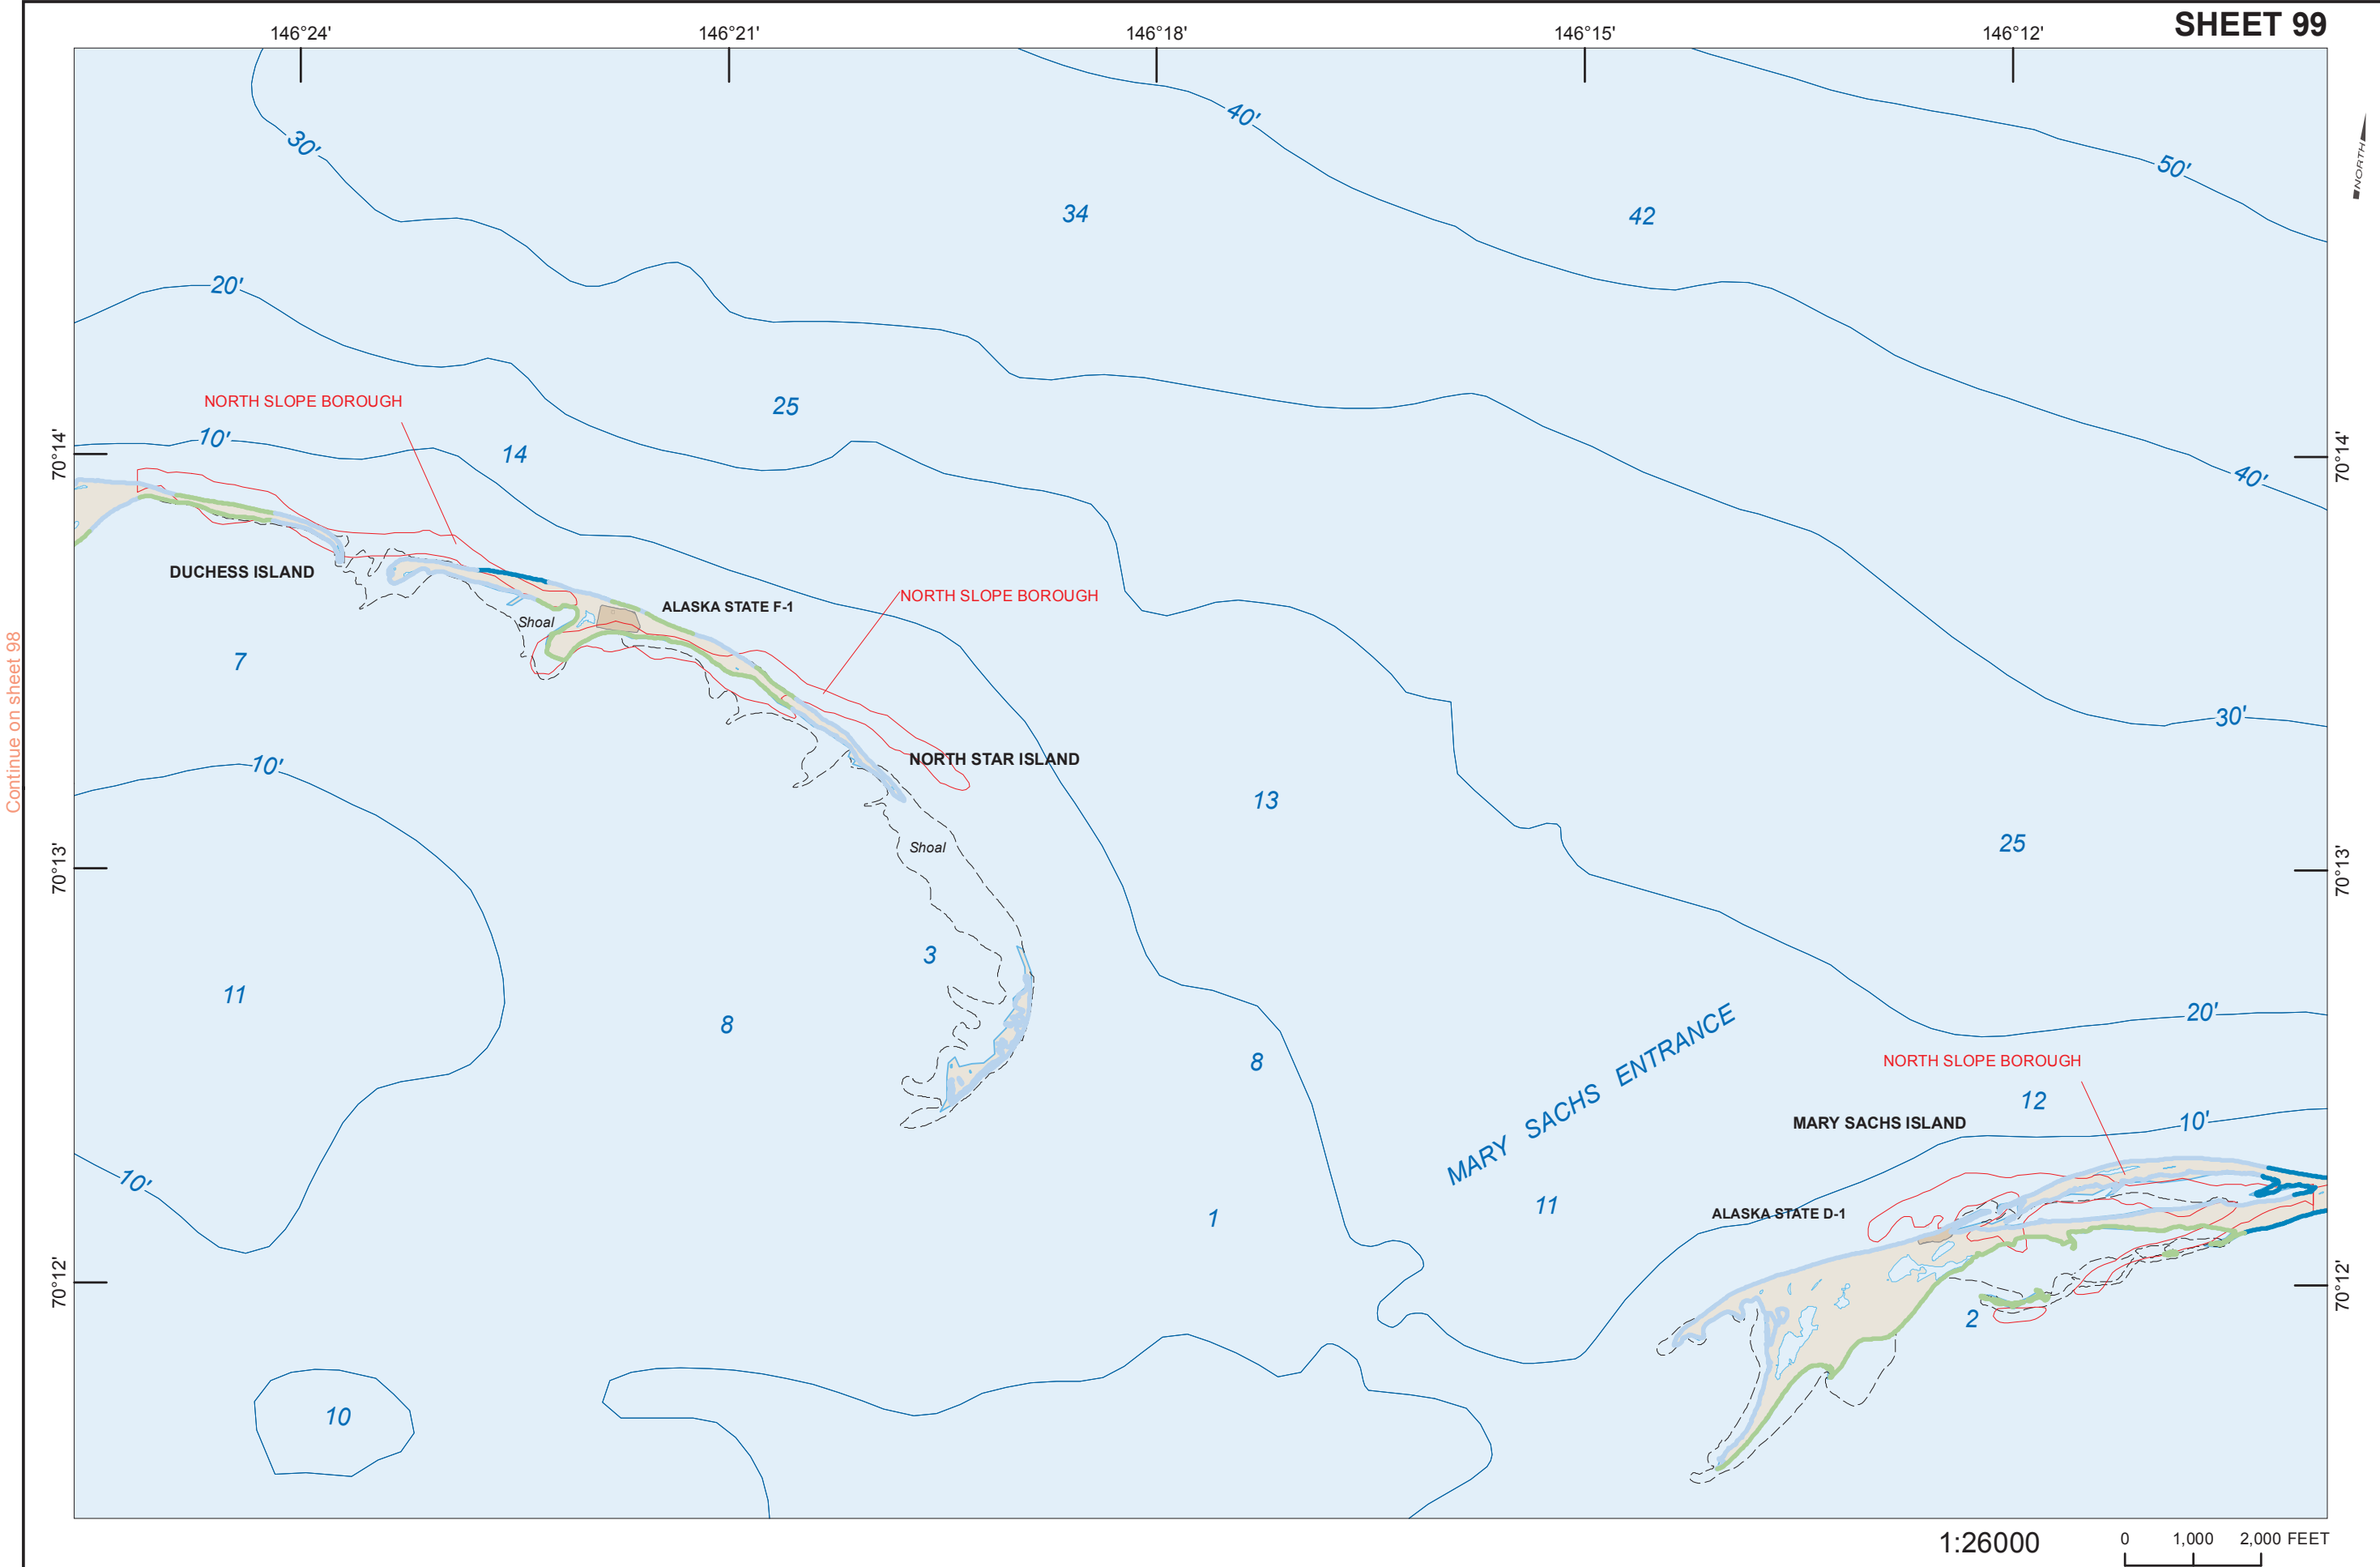 SHEET 99
146°24'
146°21'
146°18'
146°15'
146°12'
NORTH
40'
30'
50'
34
42
20'
NORTH SLOPE BOROUGH
25
10'
14
70°14'
70°14'
40'
DUCHESS ISLAND
NORTH SLOPE BOROUGH
ALASKA STATE F-1
Shoal
7
Continue on sheet 98
30'
NORTH STAR ISLAND
10'
13
Shoal
25
70°13'
70°13'
3
11
8
20'
8
MARY SACHS ENTRANCE
NORTH SLOPE BOROUGH
12
MARY SACHS ISLAND
10'
10'
11
1
ALASKA STATE D-1
70°12'
70°12'
2
10
1:26000
0 1,000 2,000 FEET